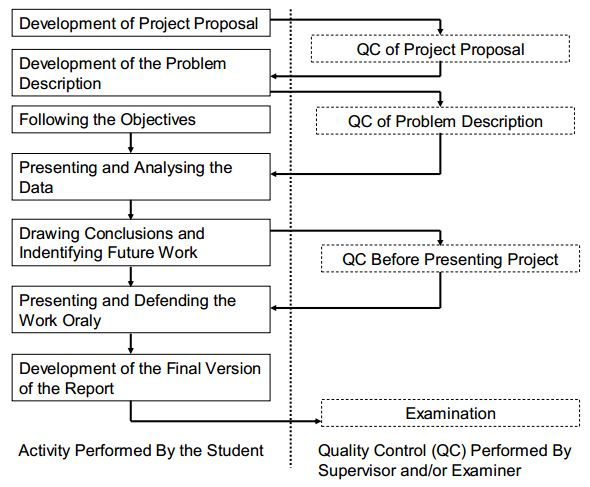 Development of Project Proposal
QC of Project Proposal
Development of the Problem
Description
Following the Objectives
QC of Problem Description
Presenting and Analysing the
Data
Drawing Conclusions and
Indentifying Future Work
QC Before Presenting Project
Presenting and Defending the
Work Oraly
Development of the Final Version
of the Report
Examination
Activity Performed By the Student
Quality Control (QC) Performed By
Supervisor and/or Examiner